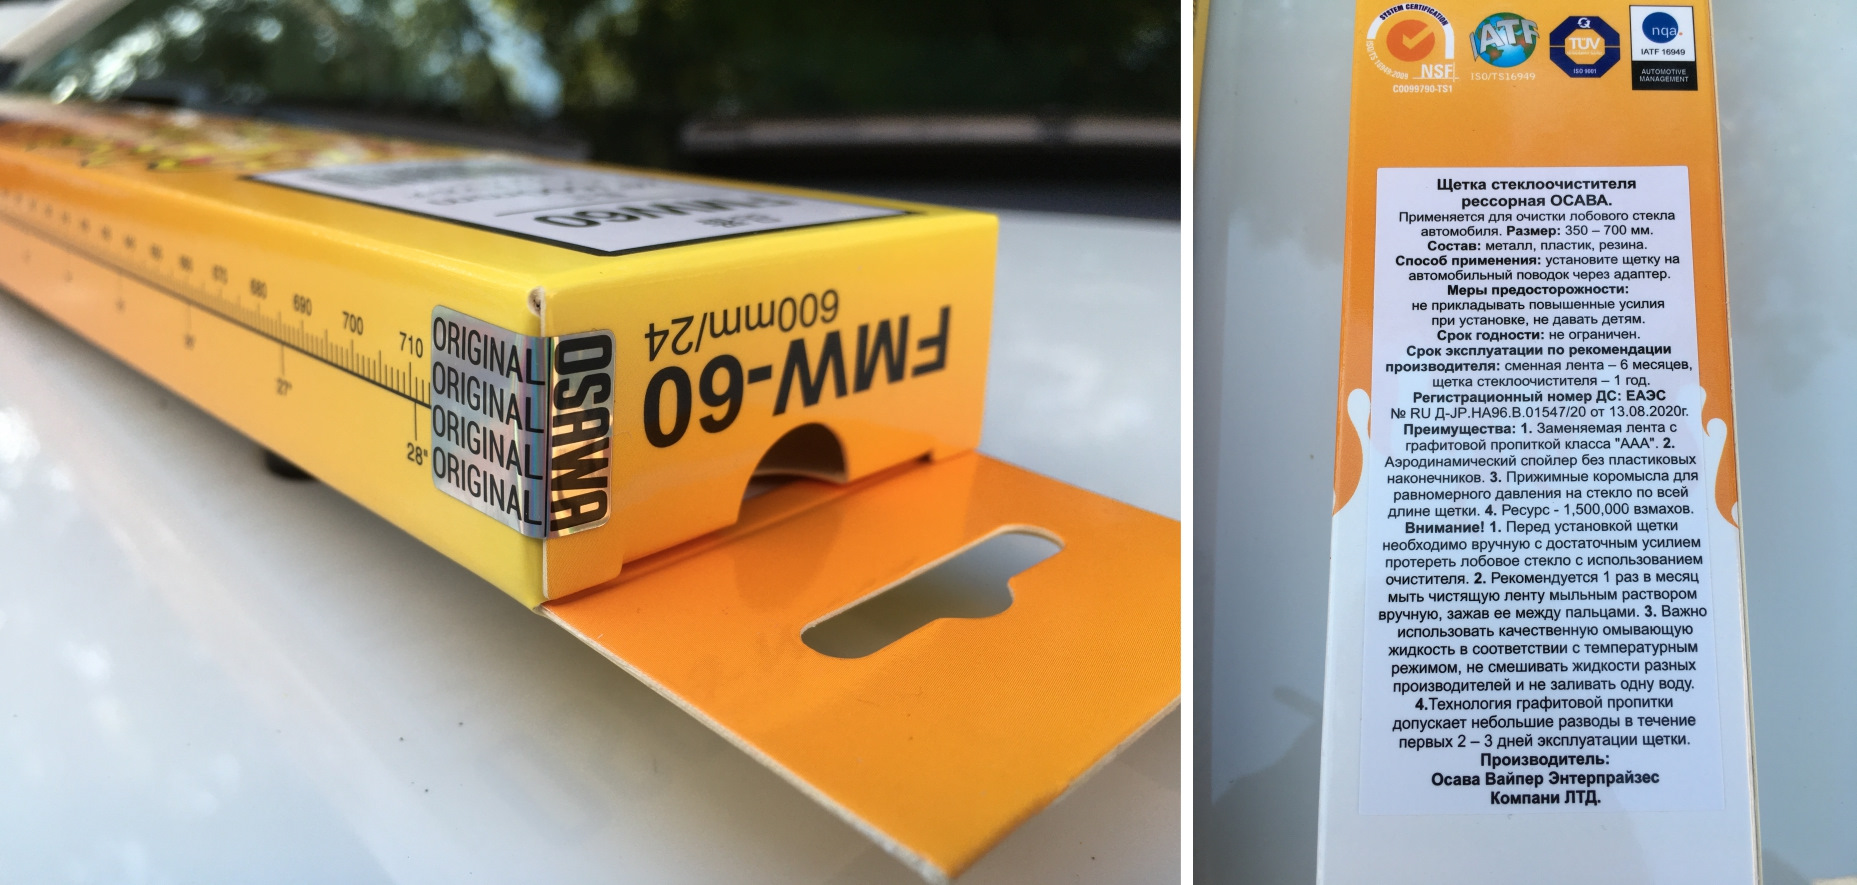 FMW60
680
690
700
710
27"
28"
ORIGINAL
ORIGINAL
ORIGINAL
ORIGINAL
OSAWA
FMW-60
600mm/24
SYSTEM CERTIFICATION
ISO/TS 16949:2009
NSF
C0099790-TS1
IATF
ISO/TS16949
TÜV
ISO 9001
nqa.
IATF 16949
AUTOMOTIVE
MANAGEMENT
Щетка стеклоочистителя
рессорная ОСАВА.
Применяется для очистки лобового стекла
автомобиля. Размер: 350 – 700 мм.
Состав: металл, пластик, резина.
Способ применения: установите щетку на
автомобильный поводок через адаптер.
Меры предосторожности:
не прикладывать повышенные усилия
при установке, не давать детям.
Срок годности: не ограничен.
Срок эксплуатации по рекомендации
производителя: сменная лента – 6 месяцев,
щетка стеклоочистителя – 1 год.
Регистрационный номер ДС: ЕАЭС
№ RU Д-JP.НА96.В.01547/20 от 13.08.2020г.
Преимущества: 1. Заменяемая лента с
графитовой пропиткой класса "ААА". 2.
Аэродинамический спойлер без пластиковых
наконечников. 3. Прижимные коромысла для
равномерного давления на стекло по всей
длине щетки. 4. Ресурс - 1,500,000 взмахов.
Внимание! 1. Перед установкой щетки
необходимо вручную с достаточным усилием
протереть лобовое стекло с использованием
очистителя. 2. Рекомендуется 1 раз в месяц
мыть чистящую ленту мыльным раствором
вручную, зажав ее между пальцами. 3. Важно
использовать качественную омывающую
жидкость в соответствии с температурным
режимом, не смешивать жидкости разных
производителей и не заливать одну воду.
4.Технология графитовой пропитки
допускает небольшие разводы в течение
первых 2 – 3 дней эксплуатации щетки.
Производитель:
Осава Вайпер Энтерпрайзес
Компани ЛТД.